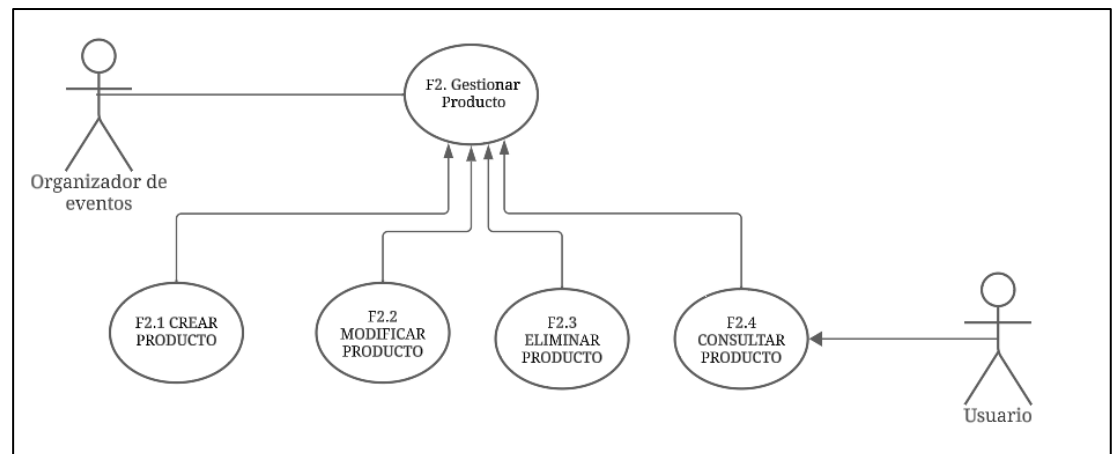 F2. Gestionar
Producto
Organizador de
eventos
F2.1 CREAR
PRODUCTO
F2.2
MODIFICAR
PRODUCTO
F2.3
ELIMINAR
PRODUCTO
F2.4
CONSULTAR
PRODUCTO
Usuario